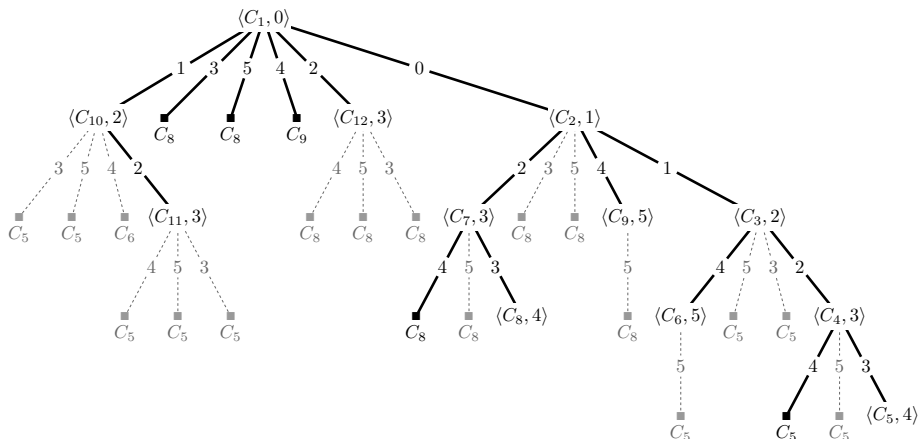 ⟨C₁, 0⟩
1 3 5 4 2 0
⟨C₁₀, 2⟩ C₈ C₈ C₉ ⟨C₁₂, 3⟩ ⟨C₂, 1⟩
3 5 4 2 4 5 3 2 3 5 4 1
C₅ C₅ C₆ ⟨C₁₁, 3⟩ C₈ C₈ C₈ ⟨C₇, 3⟩ C₈ C₈ ⟨C₉, 5⟩ ⟨C₃, 2⟩
4 5 3 4 5 3 5 4 5 3 2
C₅ C₅ C₅ C₈ C₈ ⟨C₈, 4⟩ C₈ ⟨C₆, 5⟩ C₅ C₅ ⟨C₄, 3⟩
5 4 5 3
C₅ C₅ C₅ ⟨C₅, 4⟩